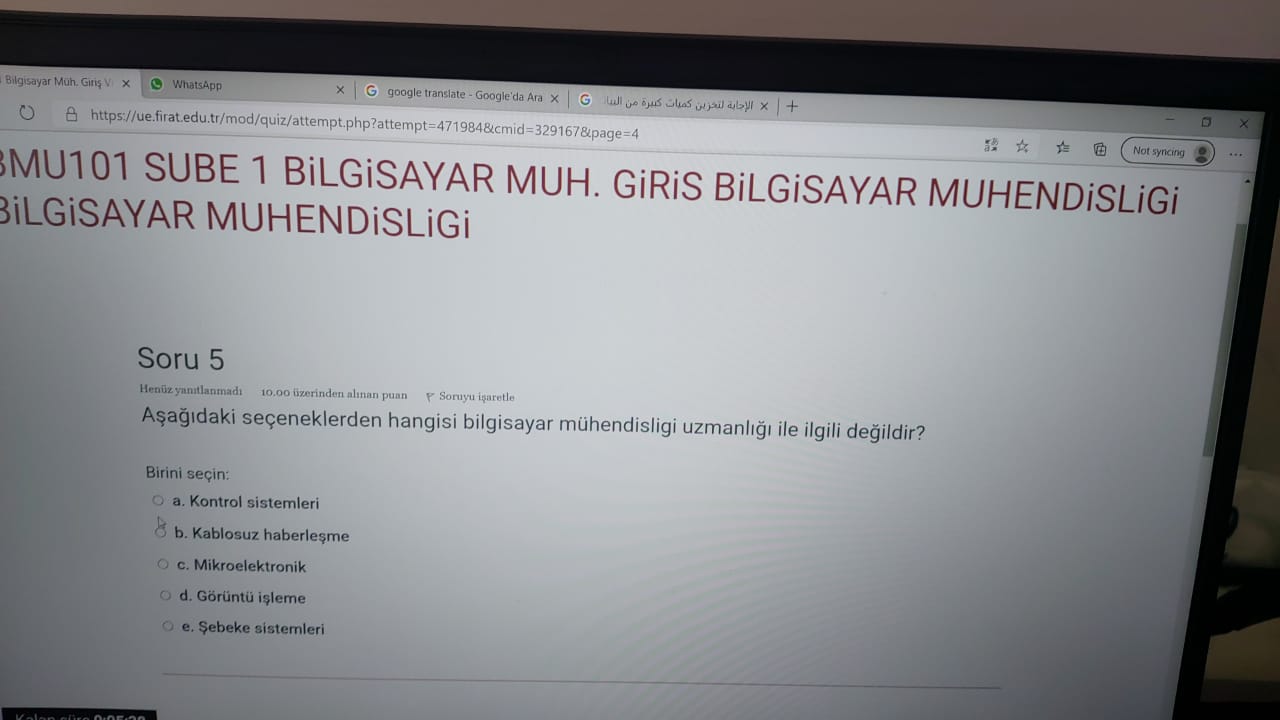 Bilgisayar Müh. Giriş
WhatsApp
google translate - Google'da Ara
الإجابة لتخزين كميات كبيرة من البيا
https://ue.firat.edu.tr/mod/quiz/attempt.php?attempt=471984&cmid=329167&page=4
Not syncing
BMU101 SUBE 1 BiLGiSAYAR MUH. GiRiS BiLGiSAYAR MUHENDiSLiGi
BiLGiSAYAR MUHENDiSLiGi
Soru 5
Henüz yanıtlanmadı 10.00 üzerinden alınan puan Soruyu işaretle
Aşağıdaki seçeneklerden hangisi bilgisayar mühendisligi uzmanlığı ile ilgili değildir?
Birini seçin:
a. Kontrol sistemleri
b. Kablosuz haberleşme
c. Mikroelektronik
d. Görüntü işleme
e. Şebeke sistemleri
Kalan süre